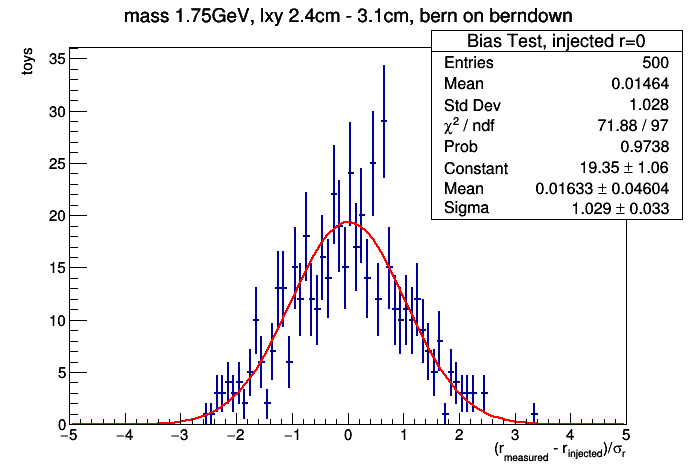 mass 1.75GeV, lxy 2.4cm - 3.1cm, bern on berndown
Bias Test, injected r=0
Entries 500
Mean 0.01464
Std Dev 1.028
χ² / ndf 71.88 / 97
Prob 0.9738
Constant 19.35 ± 1.06
Mean 0.01633 ± 0.04604
Sigma 1.029 ± 0.033
toys
35
30
25
20
15
10
5
0
−5 −4 −3 −2 −1 0 1 2 3 4 5
(r_measured - r_injected)/σ_r